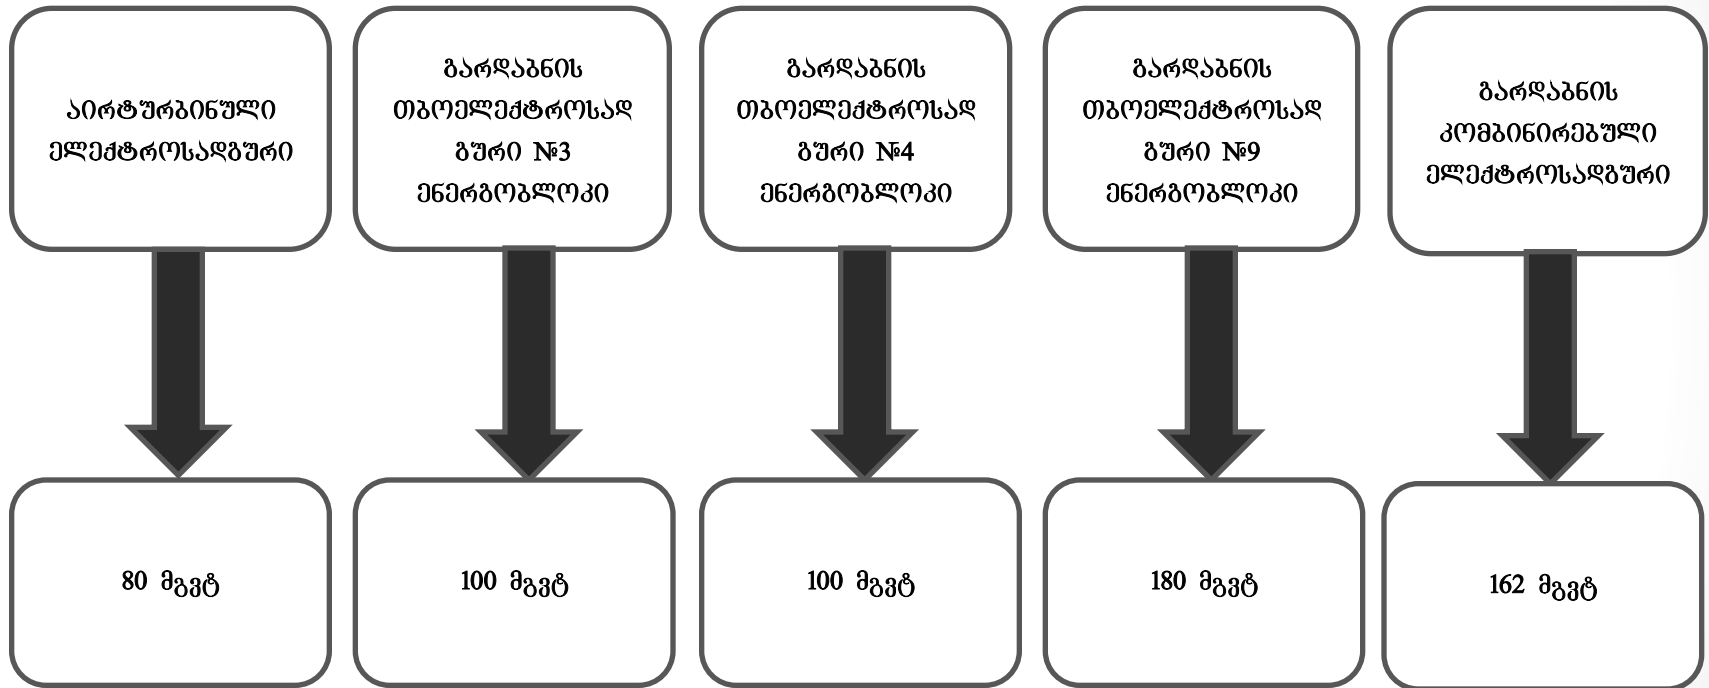 აირტურბინული
ელექტროსადგური
გარდაბნის
თბოელექტროსად
გური №3
ენერგობლოკი
გარდაბნის
თბოელექტროსად
გური №4
ენერგობლოკი
გარდაბნის
თბოელექტროსად
გური №9
ენერგობლოკი
გარდაბნის
კომბინირებული
ელექტროსადგური
80 მგვტ
100 მგვტ
100 მგვტ
180 მგვტ
162 მგვტ